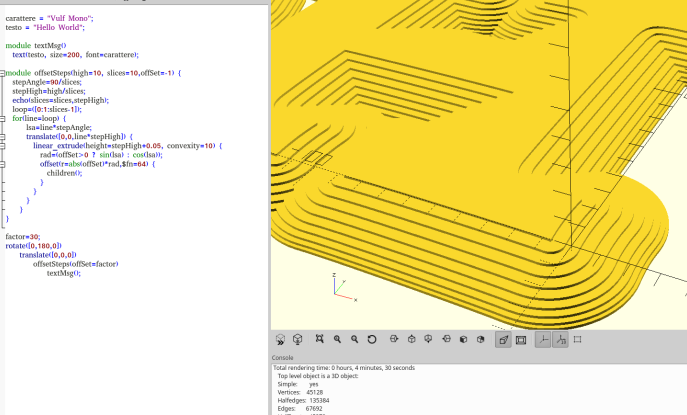 carattere = "Vulf Mono";
testo = "Hello World";
module textMsg()
text(testo, size=200, font=carattere);
module offsetSteps(high=10, slices=10,offSet=-1) {
stepAngle=90/slices;
stepHigh=high/slices;
echo(slices=slices,stepHigh);
loop=([0:1:slices-1]);
for(line=loop) {
lsa=line*stepAngle;
translate([0,0,line*stepHigh]) {
linear_extrude(height=stepHigh+0.05, convexity=10) {
rad=(offSet>0 ? sin(lsa) : cos(lsa));
offset(r=abs(offSet)*rad,$fn=64) {
children();
}
}
}
}
}
factor=30;
rotate([0,180,0])
translate([0,0,0])
offsetSteps(offSet=factor)
textMsg();
z
Y
x
Console
Total rendering time: 0 hours, 4 minutes, 30 seconds
Top level object is a 3D object:
Simple: yes
Vertices: 45128
Halfedges: 135384
Edges: 67692